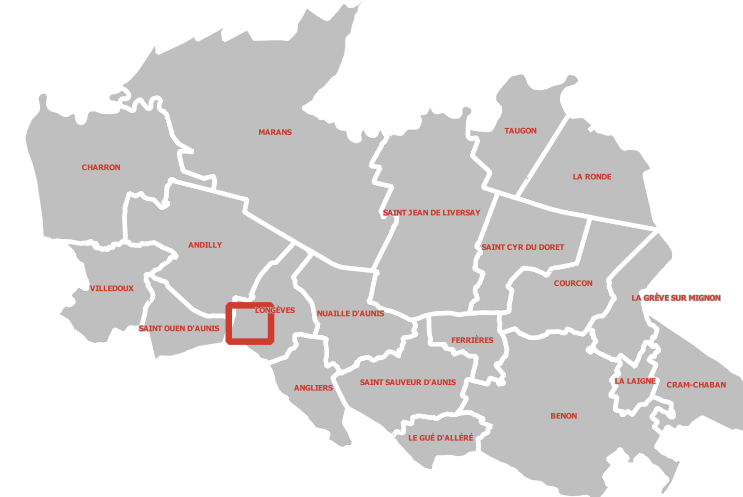 TAUGON
MARANS
CHARRON
LA RONDE
SAINT JEAN DE LIVERSAY
ANDILLY
SAINT CYR DU DORET
COURCON
VILLEDOUX
LA GRÈVE SUR MIGNON
LONGÈVES
NUAILLE D'AUNIS
SAINT OUEN D'AUNIS
FERRIÈRES
SAINT SAUVEUR D'AUNIS
LA LAIGNE
CRAM-CHABAN
ANGLIERS
BENON
LE GUÉ D'ALLÉRÉ